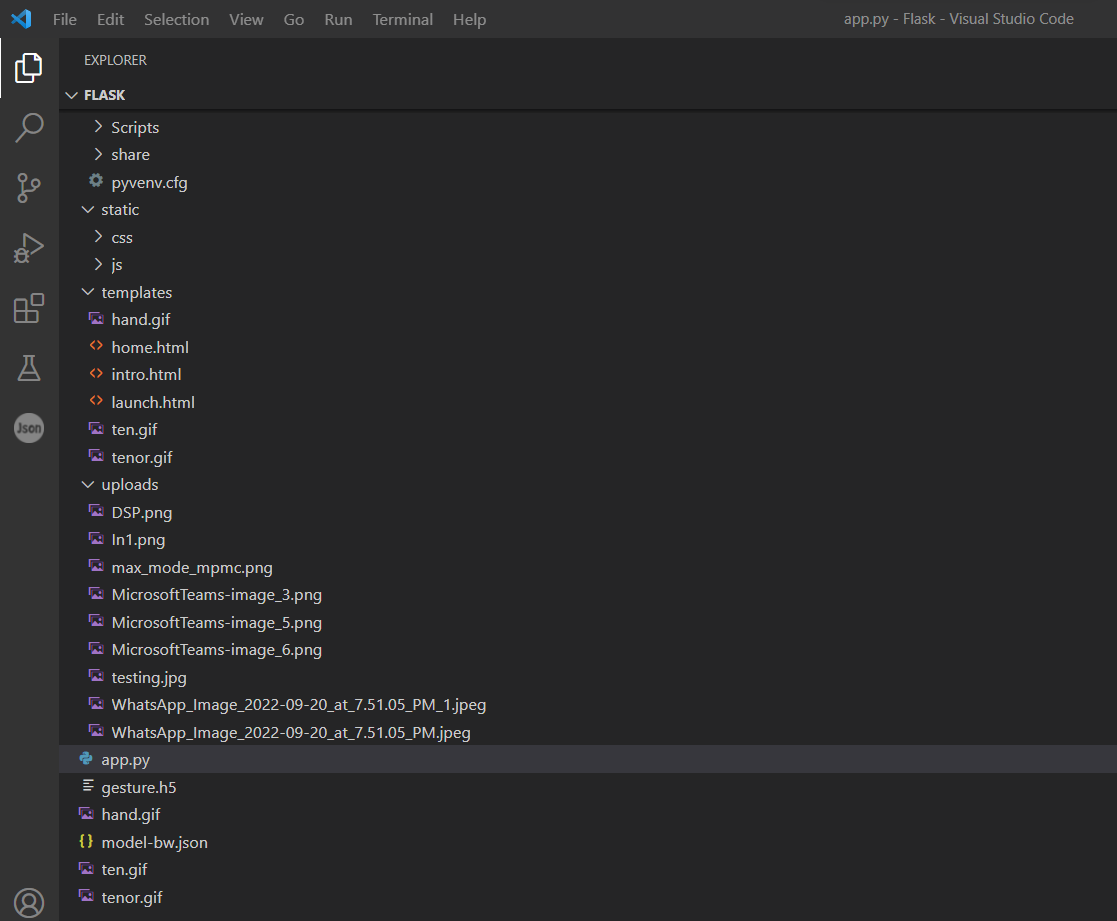 File Edit Selection View Go Run Terminal Help app.py - Flask - Visual Studio Code
EXPLORER
FLASK
Scripts
share
pyvenv.cfg
static
css
js
templates
hand.gif
home.html
intro.html
launch.html
ten.gif
Json
tenor.gif
uploads
DSP.png
In1.png
max_mode_mpmc.png
MicrosoftTeams-image_3.png
MicrosoftTeams-image_5.png
MicrosoftTeams-image_6.png
testing.jpg
WhatsApp_Image_2022-09-20_at_7.51.05_PM_1.jpeg
WhatsApp_Image_2022-09-20_at_7.51.05_PM.jpeg
app.py
gesture.h5
hand.gif
{} model-bw.json
ten.gif
tenor.gif